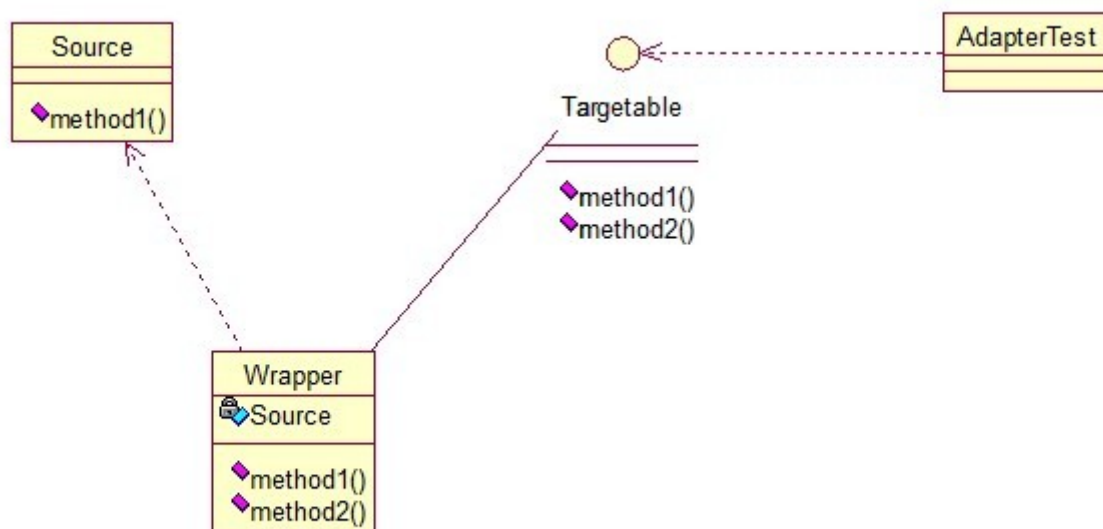 Source
method1()
Targetable
method1()
method2()
AdapterTest
Wrapper
Source
method1()
method2()